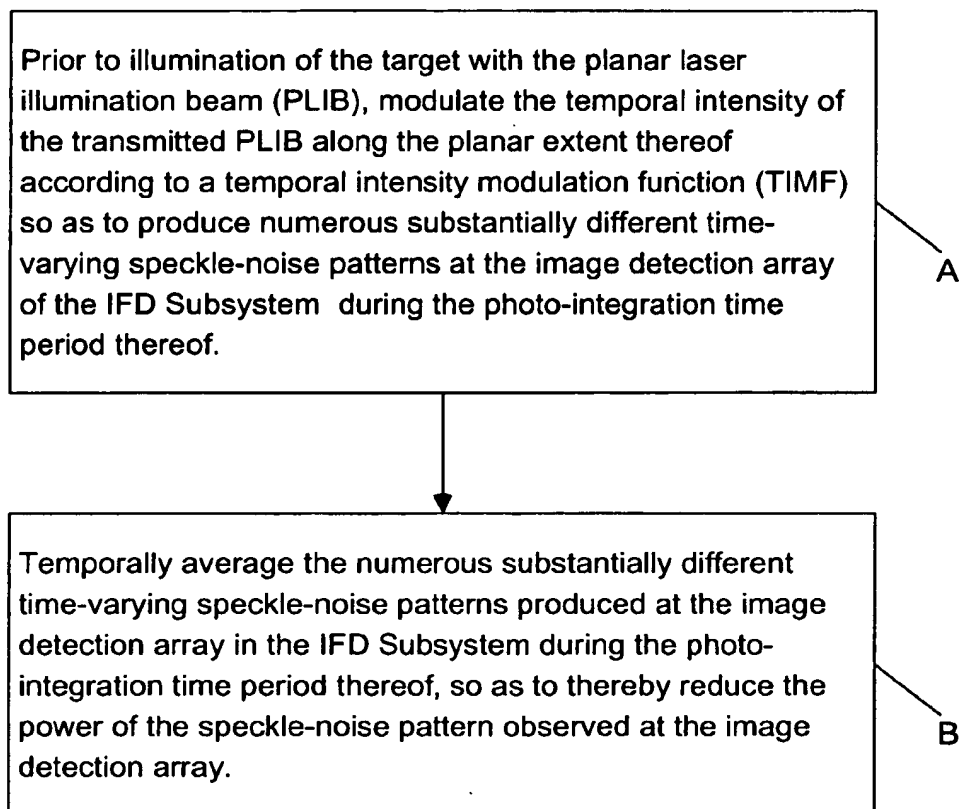 Prior to illumination of the target with the planar laser
illumination beam (PLIB), modulate the temporal intensity of
the transmitted PLIB along the planar extent thereof
according to a temporal intensity modulation function (TIMF)
so as to produce numerous substantially different time-
varying speckle-noise patterns at the image detection array
of the IFD Subsystem during the photo-integration time
period thereof.
A
Temporally average the numerous substantially different
time-varying speckle-noise patterns produced at the image
detection array in the IFD Subsystem during the photo-
integration time period thereof, so as to thereby reduce the
power of the speckle-noise pattern observed at the image
detection array.
B